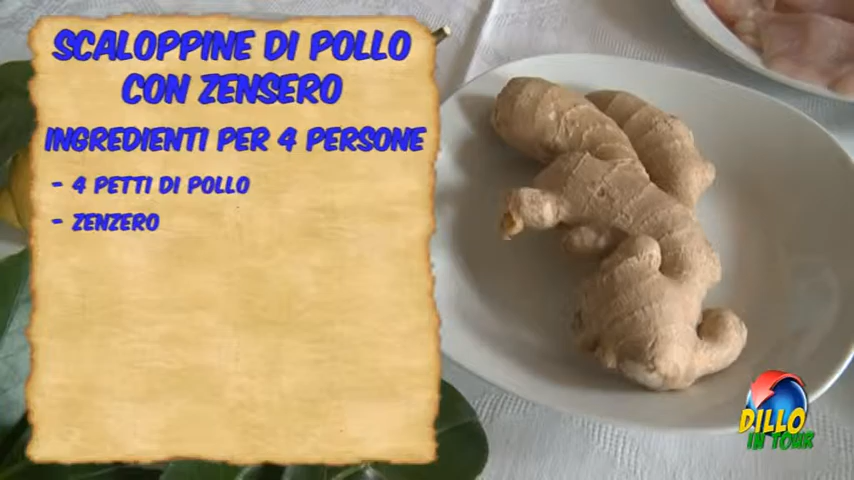 SCALOPPINE DI POLLO
CON ZENSERO
INGREDIENTI PER 4 PERSONE
- 4 PETTI DI POLLO
- ZENZERO
DILLO
IN TOUR